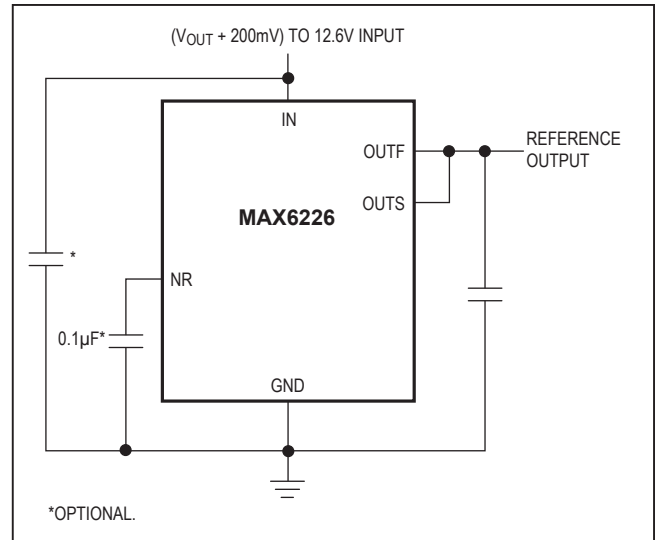 (VOUT + 200mV) TO 12.6V INPUT
IN
OUTF
REFERENCE
OUTPUT
OUTS
MAX6226
*
NR
0.1µF*
GND
*OPTIONAL.